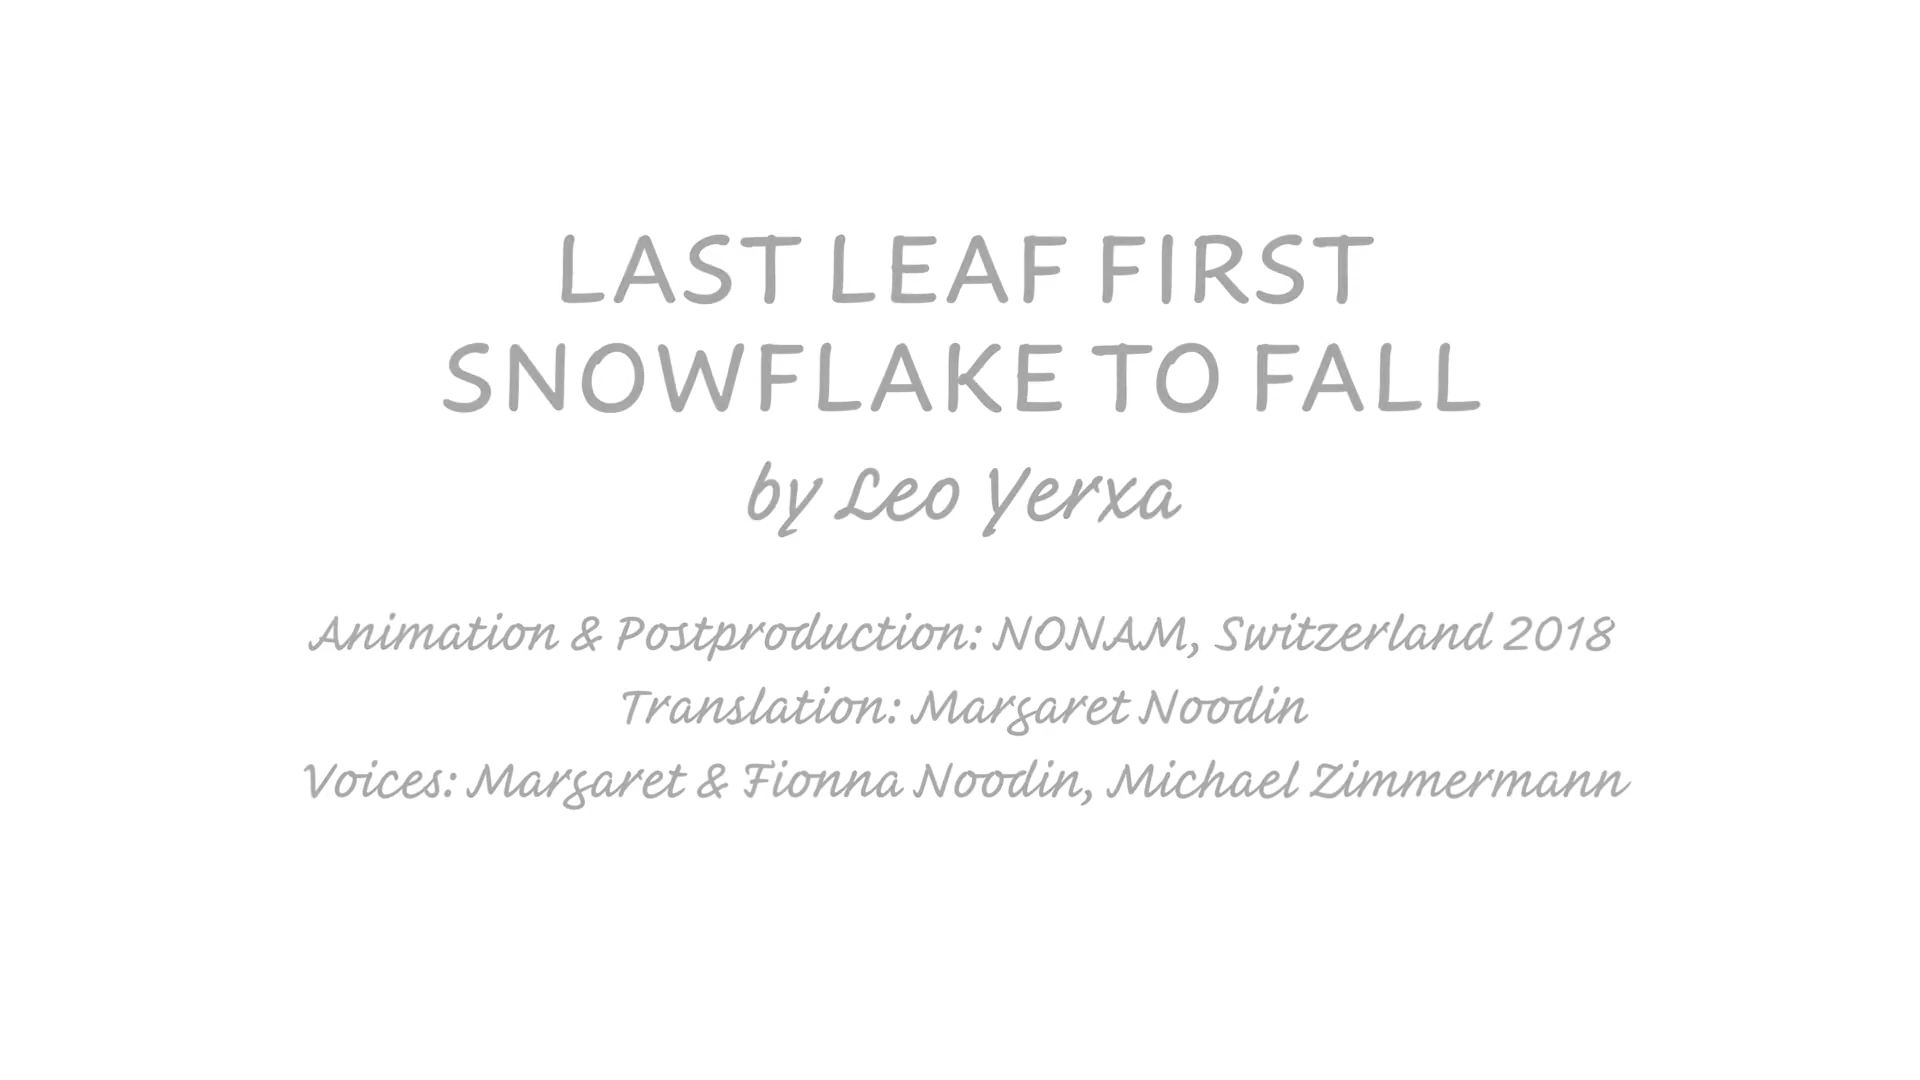 LAST LEAF FIRST
SNOWFLAKE TO FALL
by Leo Yerxa
Animation & Postproduction: NONAM, Switzerland 2018
Translation: Margaret Noodin
Voices: Margaret & Fionna Noodin, Michael Zimmermann